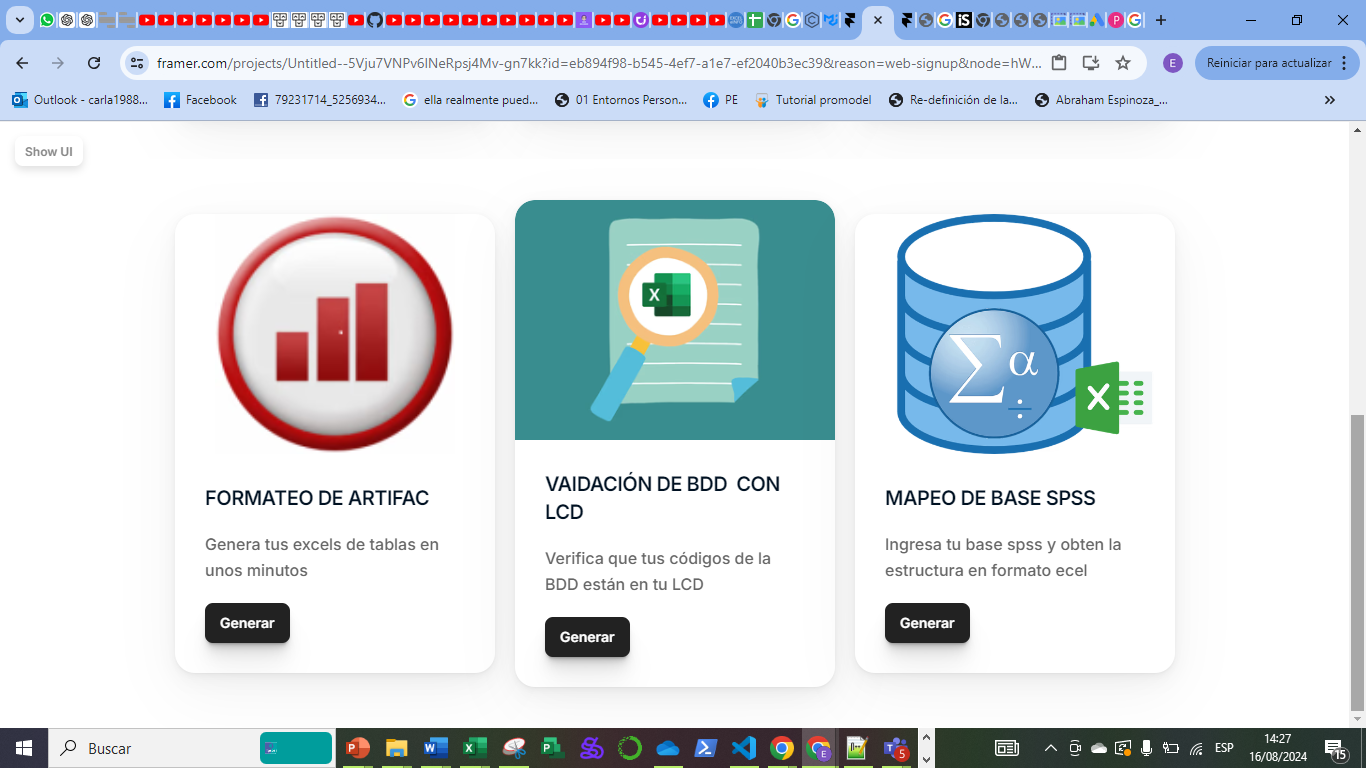 framer.com/projects/Untitled--5Vju7VNPv6lNeRpsj4Mv-gn7kk?id=eb894f98-b545-4ef7-a1e7-ef2040b3ec39&reason=web-signup&node=hW...
E
Reiniciar para actualizar
Outlook - carla1988...
Facebook
79231714_5256934...
ella realmente pued...
01 Entornos Person...
PE
Tutorial promodel
Re-definición de la...
Abraham Espinoza_...
Show UI
X
Σ α ÷
X
FORMATEO DE ARTIFAC
Genera tus excels de tablas en
unos minutos
Generar
VAIDACIÓN DE BDD  CON
LCD
Verifica que tus códigos de la
BDD están en tu LCD
Generar
MAPEO DE BASE SPSS
Ingresa tu base spss y obten la
estructura en formato ecel
Generar
Buscar
ESP
14:27
16/08/2024
15